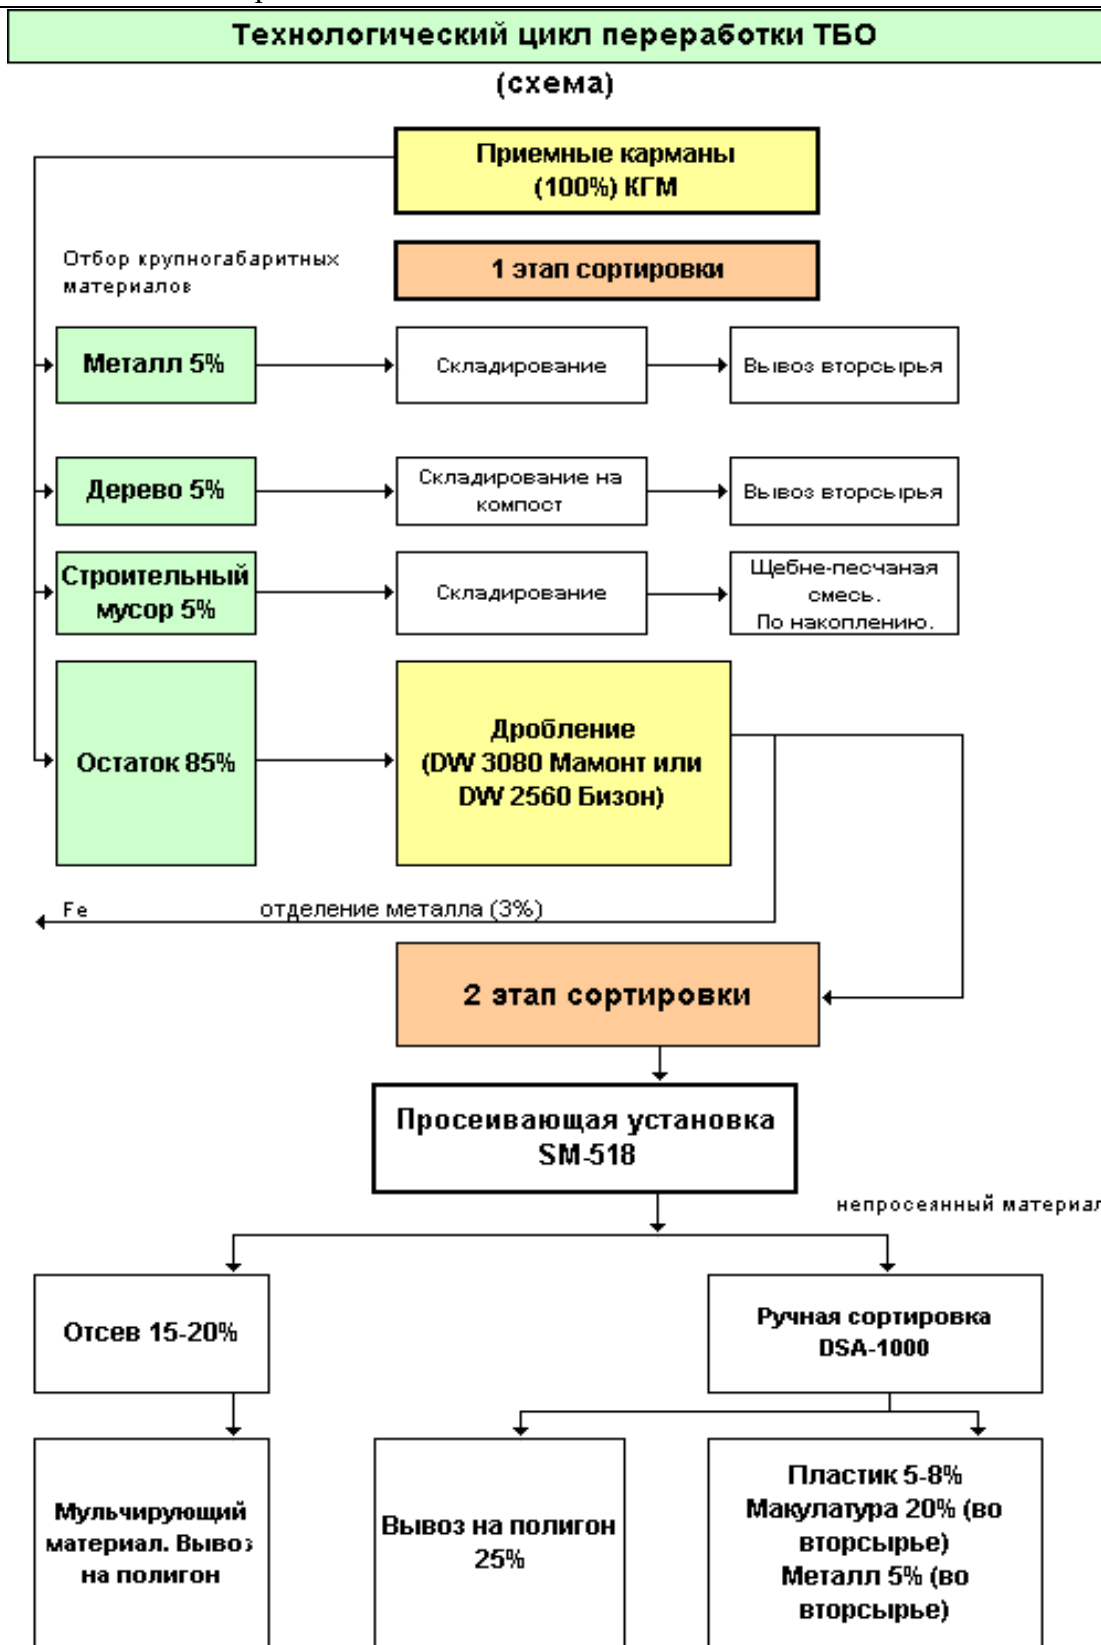 Технологический цикл переработки ТБО
(схема)
Приемные карманы
(100%) КГМ
Отбор крупногабаритных
материалов
1 этап сортировки
Металл 5%
Складирование
Вывоз вторсырья
Дерево 5%
Складирование на
компост
Вывоз вторсырья
Строительный
мусор 5%
Складирование
Щебне-песчаная
смесь.
По накоплению.
Остаток 85%
Дробление
(DW 3080 Мамонт или
DW 2560 Бизон)
Fe
отделение металла (3%)
2 этап сортировки
Просеивающая установка
SM-518
непросеянный материал
Отсев 15-20%
Ручная сортировка
DSA-1000
Мульчирующий
материал. Вывоз
на полигон
Вывоз на полигон
25%
Пластик 5-8%
Макулатура 20% (во
вторсырье)
Металл 5% (во
вторсырье)